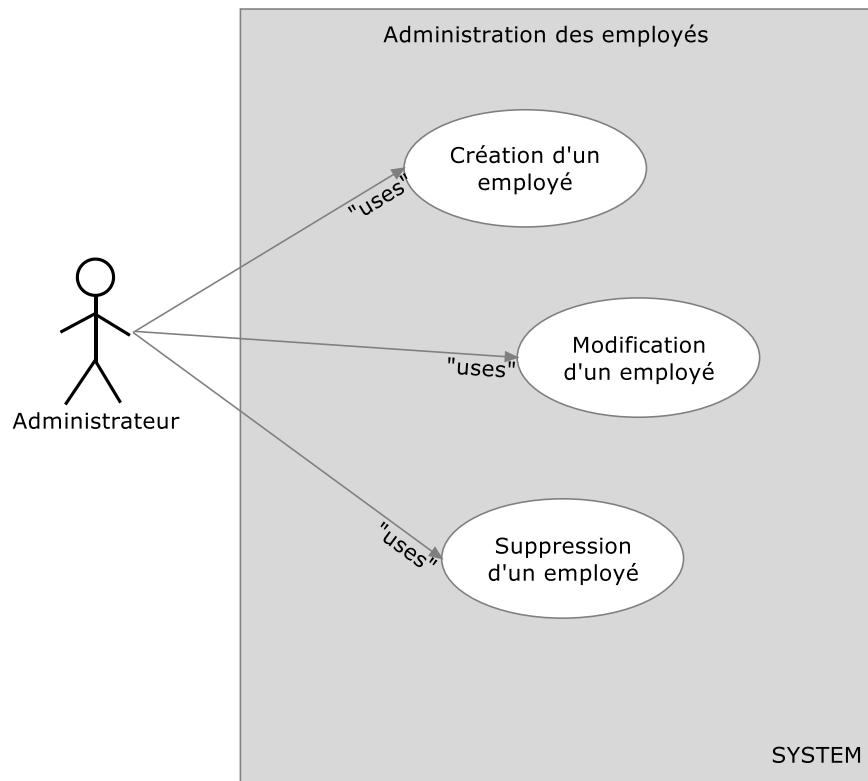 Administration des employés
Création d'un
employé
"uses"
Modification
d'un employé
"uses"
Administrateur
Suppression
d'un employé
"uses"
SYSTEM